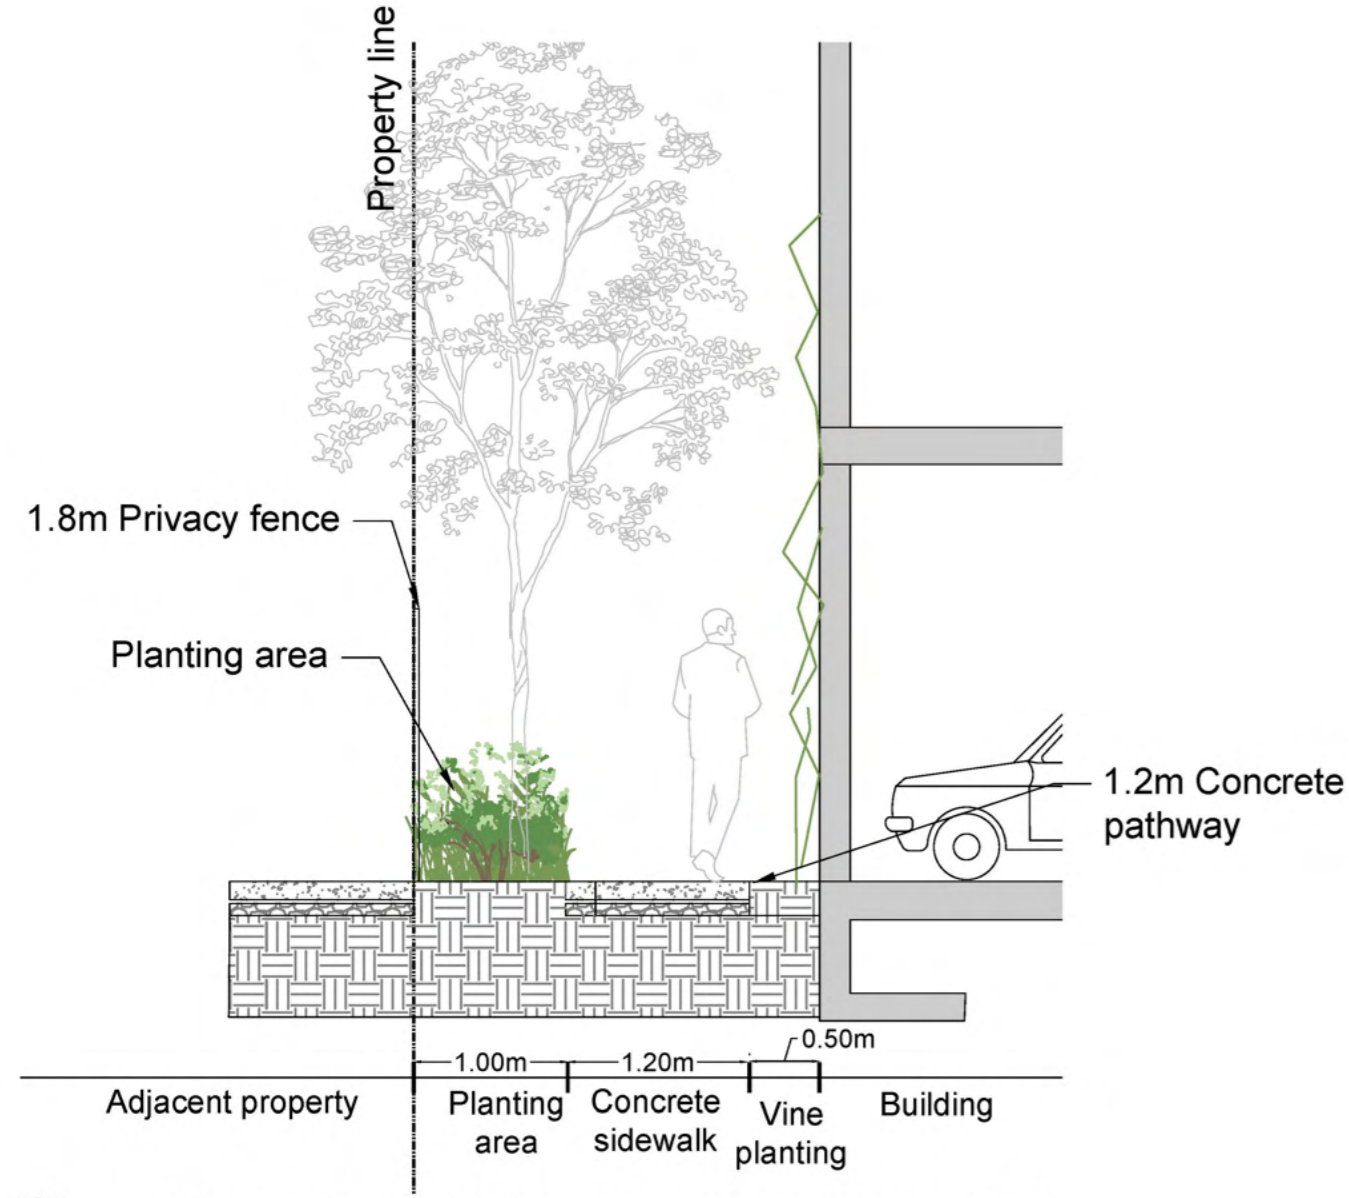 Property line
1.8m Privacy fence
Planting area
1.2m Concrete
pathway
0.50m
1.00m
1.20m
Adjacent property
Planting
area
Concrete
sidewalk
Vine
planting
Building